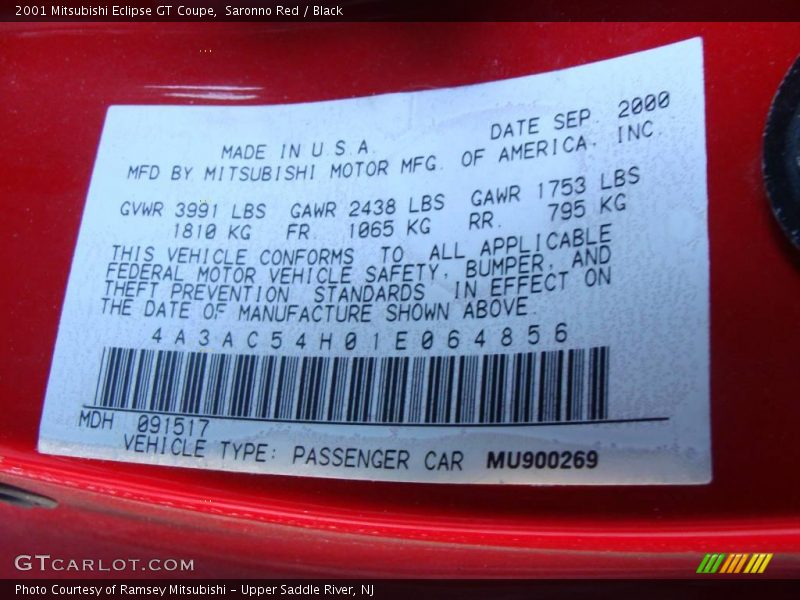 2001 Mitsubishi Eclipse GT Coupe,  Saronno Red / Black
DATE SEP. 2000
MADE IN U.S.A.
MFD BY MITSUBISHI MOTOR MFG. OF AMERICA, INC.
GVWR 3991 LBS GAWR 2438 LBS GAWR 1753 LBS
1810 KG FR. 1065 KG RR. 795 KG
THIS VEHICLE CONFORMS TO ALL APPLICABLE
FEDERAL MOTOR VEHICLE SAFETY, BUMPER, AND
THEFT PREVENTION STANDARDS IN EFFECT ON
THE DATE OF MANUFACTURE SHOWN ABOVE.
4A3AC54H01E064856
MDH 091517
VEHICLE TYPE: PASSENGER CAR MU900269
GTCARLOT.COM
Photo Courtesy of Ramsey Mitsubishi – Upper Saddle River, NJ